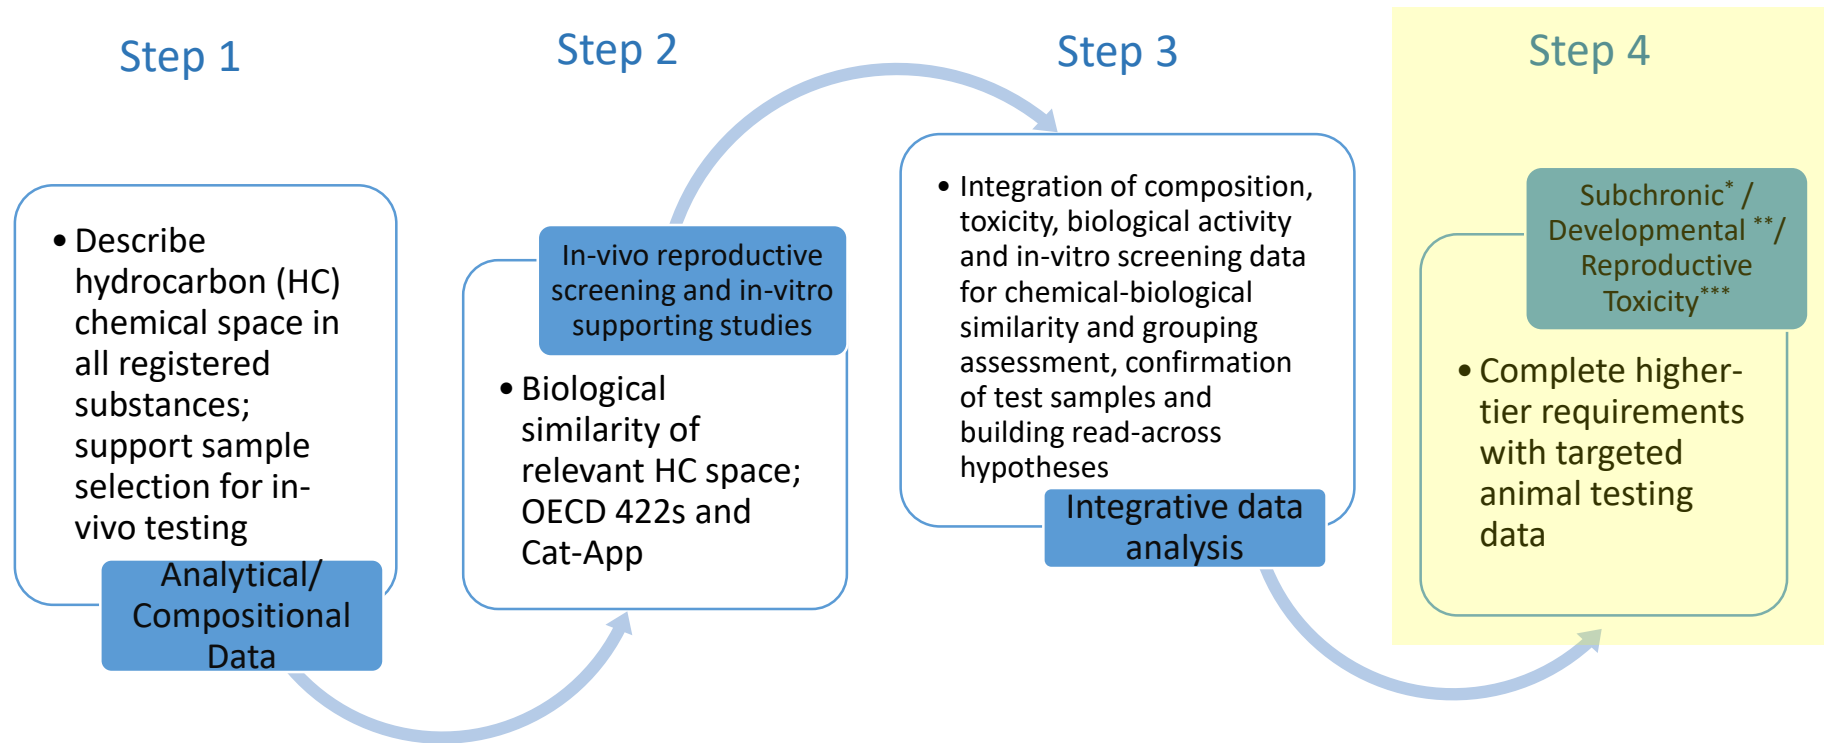 Step 1
• Describe
hydrocarbon (HC)
chemical space in
all registered
substances;
support sample
selection for in-
vivo testing
Analytical/
Compositional
Data
Step 2
In-vivo reproductive
screening and in-vitro
supporting studies
• Biological
similarity of
relevant HC space;
OECD 422s and
Cat-App
Step 3
• Integration of composition,
toxicity, biological activity
and in-vitro screening data
for chemical-biological
similarity and grouping
assessment, confirmation
of test samples and
building read-across
hypotheses
Integrative data
analysis
Step 4
Subchronic* /
Developmental **/
Reproductive
Toxicity***
• Complete higher-
tier requirements
with targeted
animal testing
data